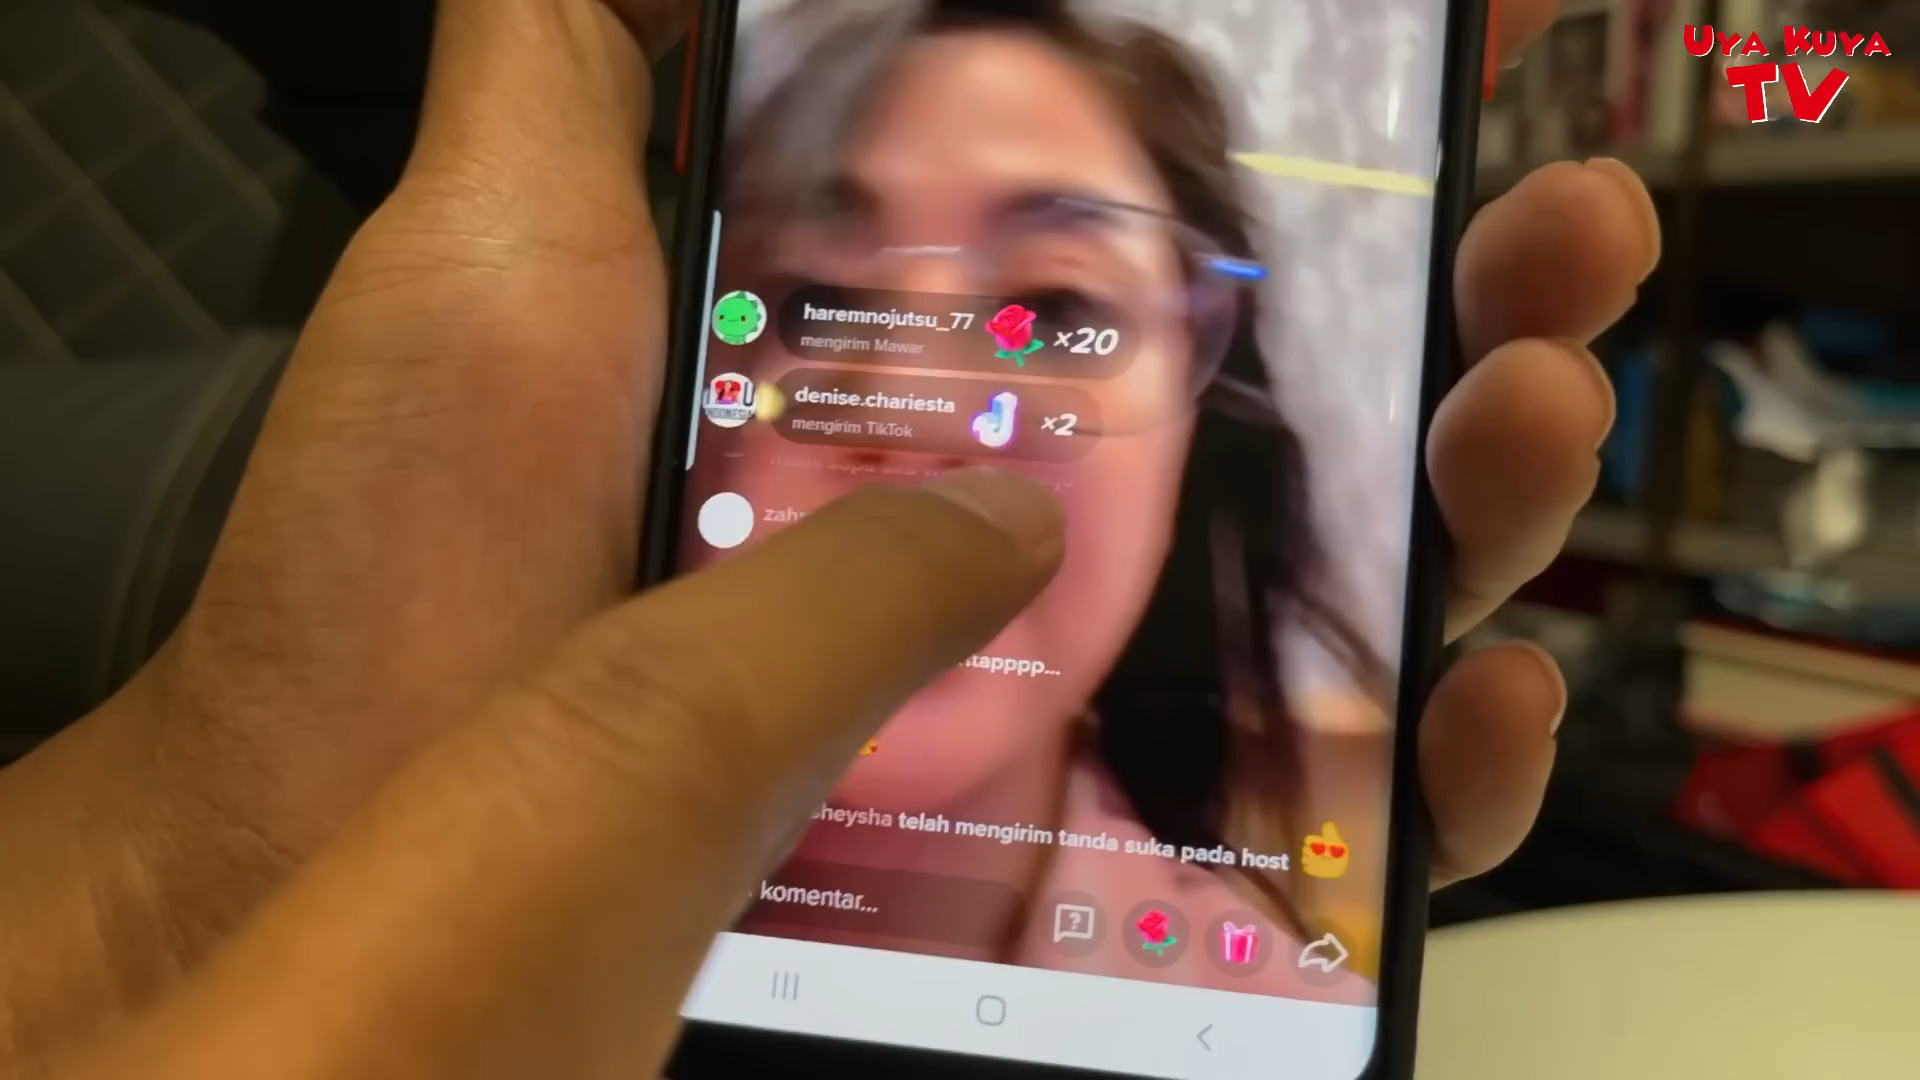 UYA KUYA
TV
haremnojutsu_77
mengirim Mawar
×20
denise.chariesta
mengirim TikTok
×2
tapppp...
heysha telah mengirim tanda suka pada host
komentar...